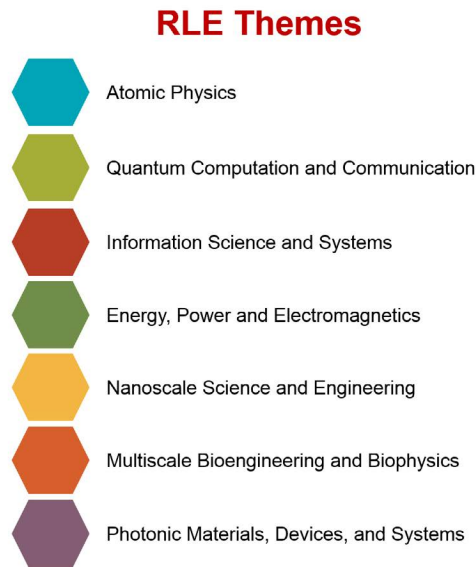 RLE Themes
Atomic Physics
Quantum Computation and Communication
Information Science and Systems
Energy, Power and Electromagnetics
Nanoscale Science and Engineering
Multiscale Bioengineering and Biophysics
Photonic Materials, Devices, and Systems